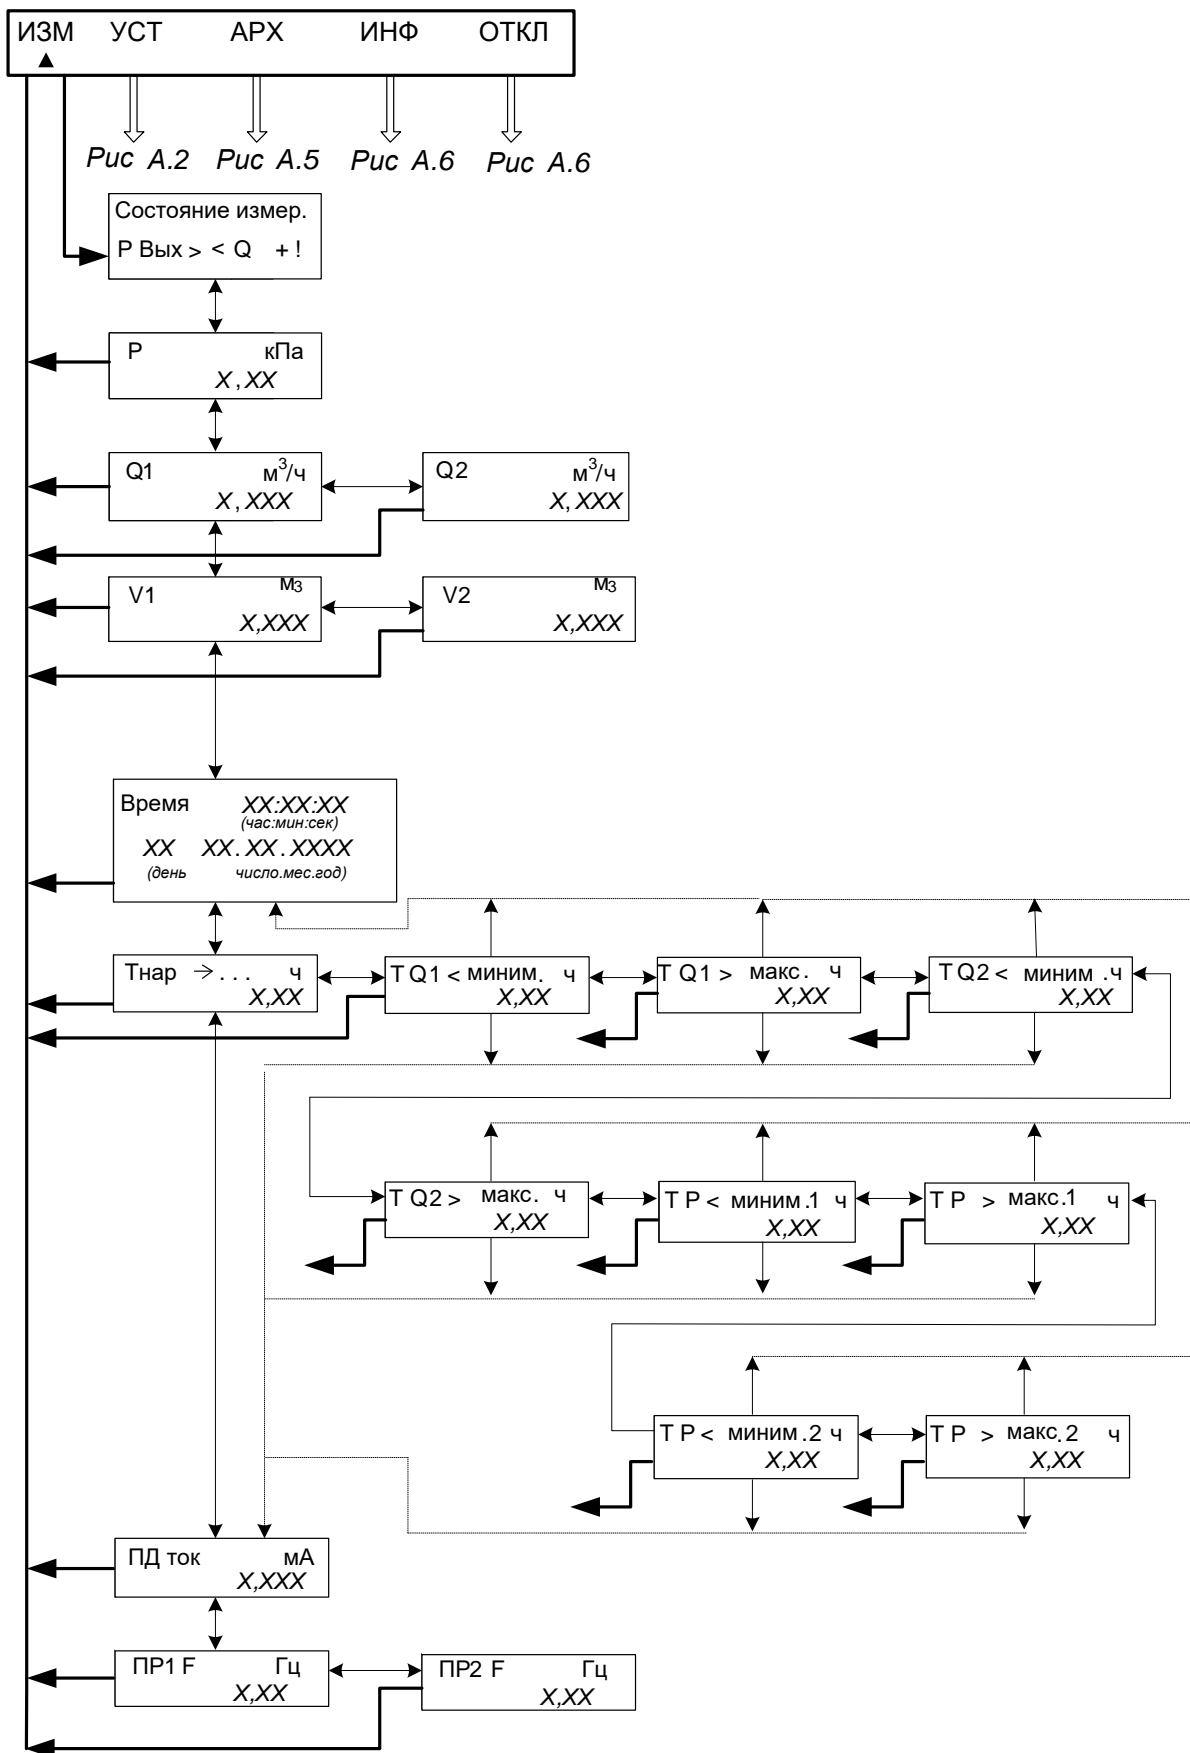 ИЗМ УСТ АРХ ИНФ ОТКЛ
▲
Рис А.2 Рис А.5 Рис А.6 Рис А.6
Состояние измер.
Р Вых > < Q + !
Р кПа
X,XX
Q1 м³/ч
X,XXX
Q2 м³/ч
X,XXX
V1 м3
X,XXX
V2 м3
X,XXX
Время XX:XX:XX
(час:мин:сек)
XX XX.XX.XXXX
(день число.мес.год)
Тнар →... ч
X,XX
T Q1 < миним. ч
X,XX
T Q1 > макс. ч
X,XX
T Q2 < миним .ч
X,XX
T Q2 > макс. ч
X,XX
T P < миним.1 ч
X,XX
T P > макс.1 ч
X,XX
T P < миним.2 ч
X,XX
T P > макс.2 ч
X,XX
ПД ток мА
X,XXX
ПР1 F Гц
X,XX
ПР2 F Гц
X,XX